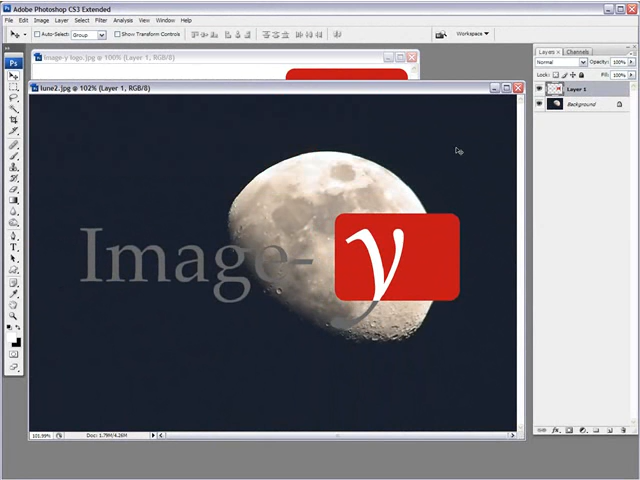 Adobe Photoshop CS3 Extended
File Edit Image Layer Select Filter Analysis View Window Help
Auto-Select: Group Show Transform Controls Workspace
Ps
Image-y logo.jpg @ 100% (Layer 1, RGB/8)
lune2.jpg @ 102% (Layer 1, RGB/8)
Image-y
Layers Channels
Normal Opacity: 100%
Lock: Fill: 100%
Layer 1
Background
101.99% Doc: 1.79M/4.26M